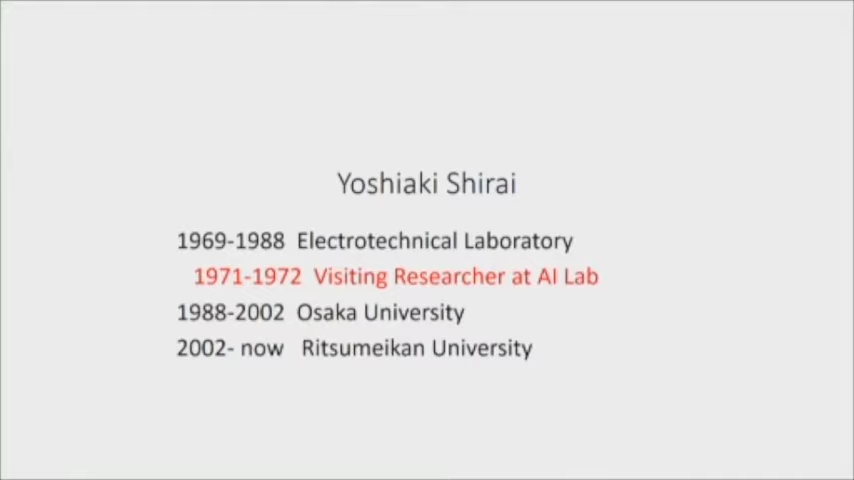 Yoshiaki Shirai
1969-1988 Electrotechnical Laboratory
1971-1972 Visiting Researcher at AI Lab
1988-2002 Osaka University
2002- now Ritsumeikan University